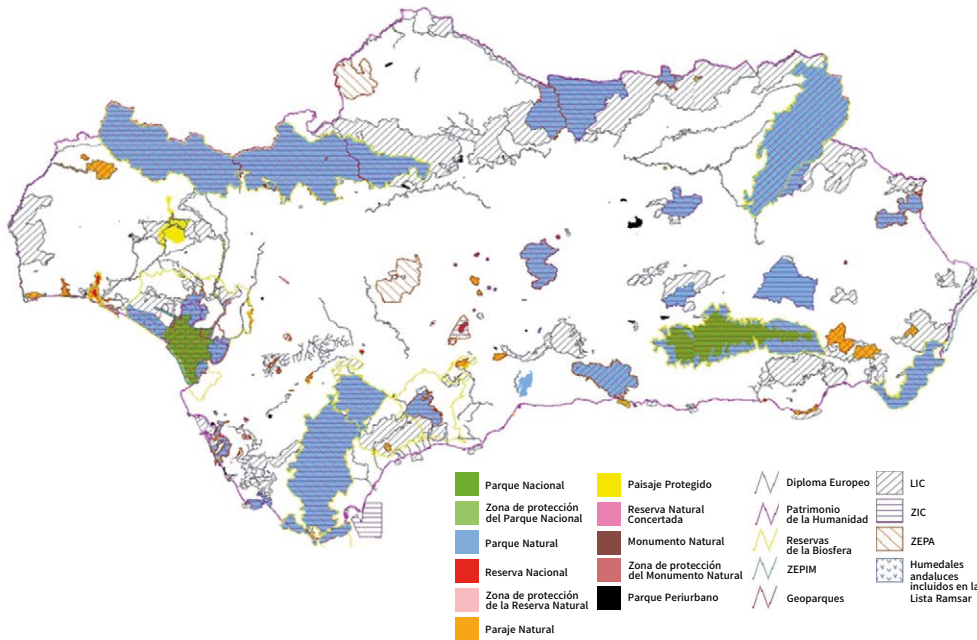 Parque Nacional
Zona de protección
del Parque Nacional
Parque Natural
Reserva Nacional
Zona de protección
de la Reserva Natural
Paraje Natural
Paisaje Protegido
Reserva Natural
Concertada
Monumento Natural
Zona de protección
del Monumento Natural
Parque Periurbano
Diploma Europeo
Patrimonio
de la Humanidad
Reservas
de la Biosfera
ZEPIM
Geoparques
LIC
ZIC
ZEPA
Humedales
andaluces
incluidos en la
Lista Ramsar